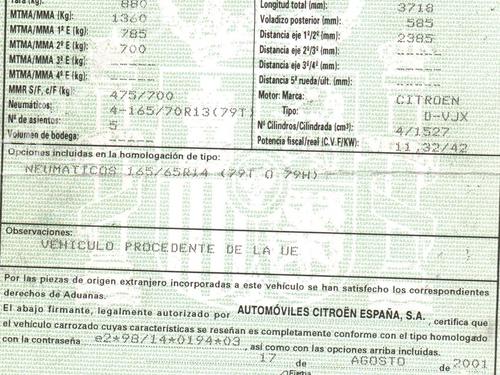 Tara (Kg): 880 Longitud total (mm): 3718
MTMA/MMA (Kg): 1360 Voladizo posterior (mm): 585
MTMA/MMA 1º E (kg): 785 Distancia eje 1º/2º (mm): 2385
MTMA/MMA 2º E (kg): 700 Distancia eje 2º/3º (mm): -----
MTMA/MMA 3º E (kg): ----- Distancia eje 3º/4º (mm): -----
MTMA/MMA 4º E (kg): ----- Distancia 5ª rueda/últ. (mm): -----
MMR S/F, c/F (kg): 475/700 Motor: Marca: CITROEN
Neumáticos: 4-165/70R13(79T) Tipo: D-VJX
Nº de asientos: 5 Nº Cilindros/Cilindrada (cm³): 4/1527
Volumen de bodega: ----- Potencia fiscal/real (C.V.F/KW): 11,32/42
Opciones incluidas en la homologación de tipo:
NEUMATICOS 165/65R14 (79T O 79H)
Observaciones:
VEHICULO PROCEDENTE DE LA UE
Por las piezas de origen extranjero incorporadas a este vehículo se han satisfecho los correspondientes
derechos de Aduanas.
El abajo firmante, legalmente autorizado por AUTOMÓVILES CITROËN ESPAÑA, S.A., certifica que
el vehículo carrozado cuyas características se reseñan es completamente conforme con el tipo homologado
con la contraseña e2*98/14*0194*03, así como con las opciones arriba incluidas.
17 de AGOSTO de 2001
Firma